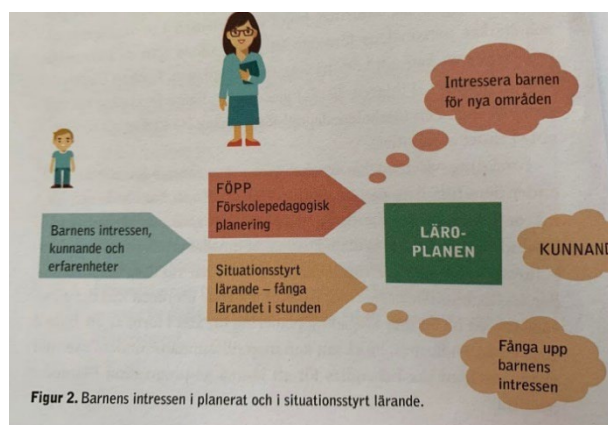 Intressera barnen
för nya områden
FÖPP
Förskolepedagogisk
planering
Barnens intressen,
kunnande och
erfarenheter
LÄRO-
PLANEN
Situationsstyrt
lärande – fånga
lärandet i stunden
Fånga upp
barnens
intressen
Figur 2. Barnens intressen i planerat och i situationsstyrt lärande.